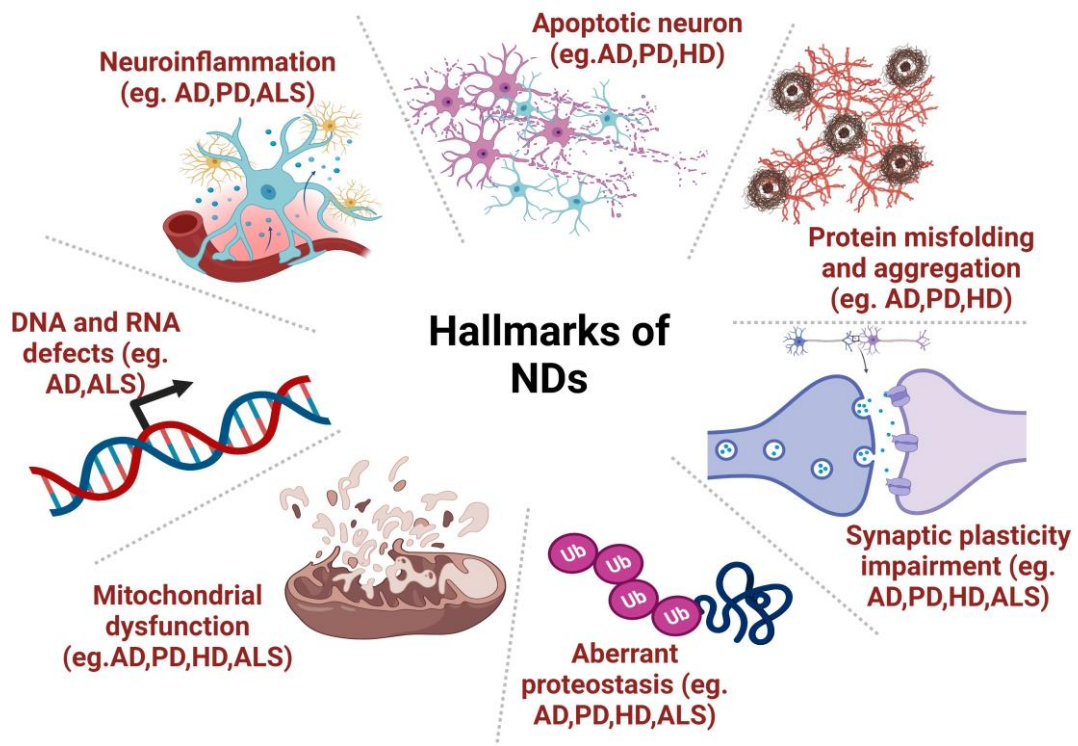 Neuroinflammation
(eg. AD,PD,ALS)
Apoptotic neuron
(eg.AD,PD,HD)
Protein misfolding
and aggregation
(eg. AD,PD,HD)
DNA and RNA
defects (eg.
AD,ALS)
Hallmarks of
NDs
Synaptic plasticity
impairment (eg.
AD,PD,HD,ALS)
Mitochondrial
dysfunction
(eg.AD,PD,HD,ALS)
Ub
Ub
Ub
Ub
Aberrant
proteostasis (eg.
AD,PD,HD,ALS)